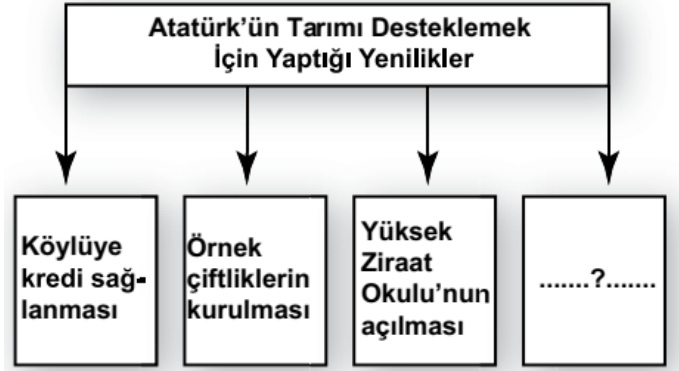 Atatürk'ün Tarımı Desteklemek
İçin Yaptığı Yenilikler
Köylüye
kredi sağ-
lanması
Örnek
çiftliklerin
kurulması
Yüksek
Ziraat
Okulu'nun
açılması
.......?.......